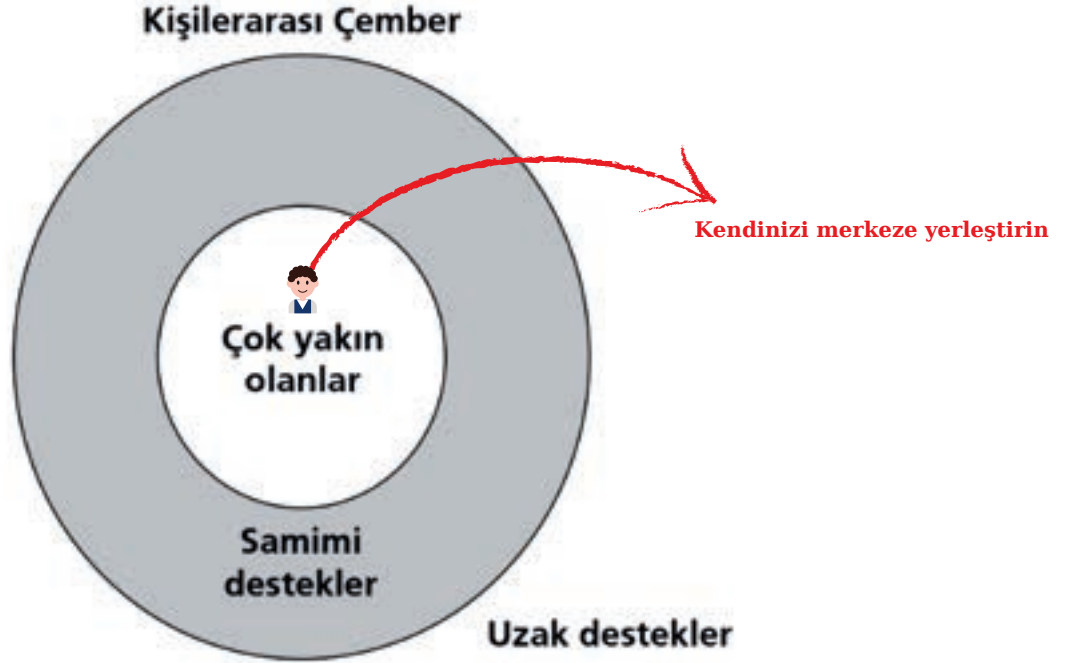 Kişilerarası Çember
Kendinizi merkeze yerleştirin
Çok yakın
olanlar
Samimi
destekler
Uzak destekler